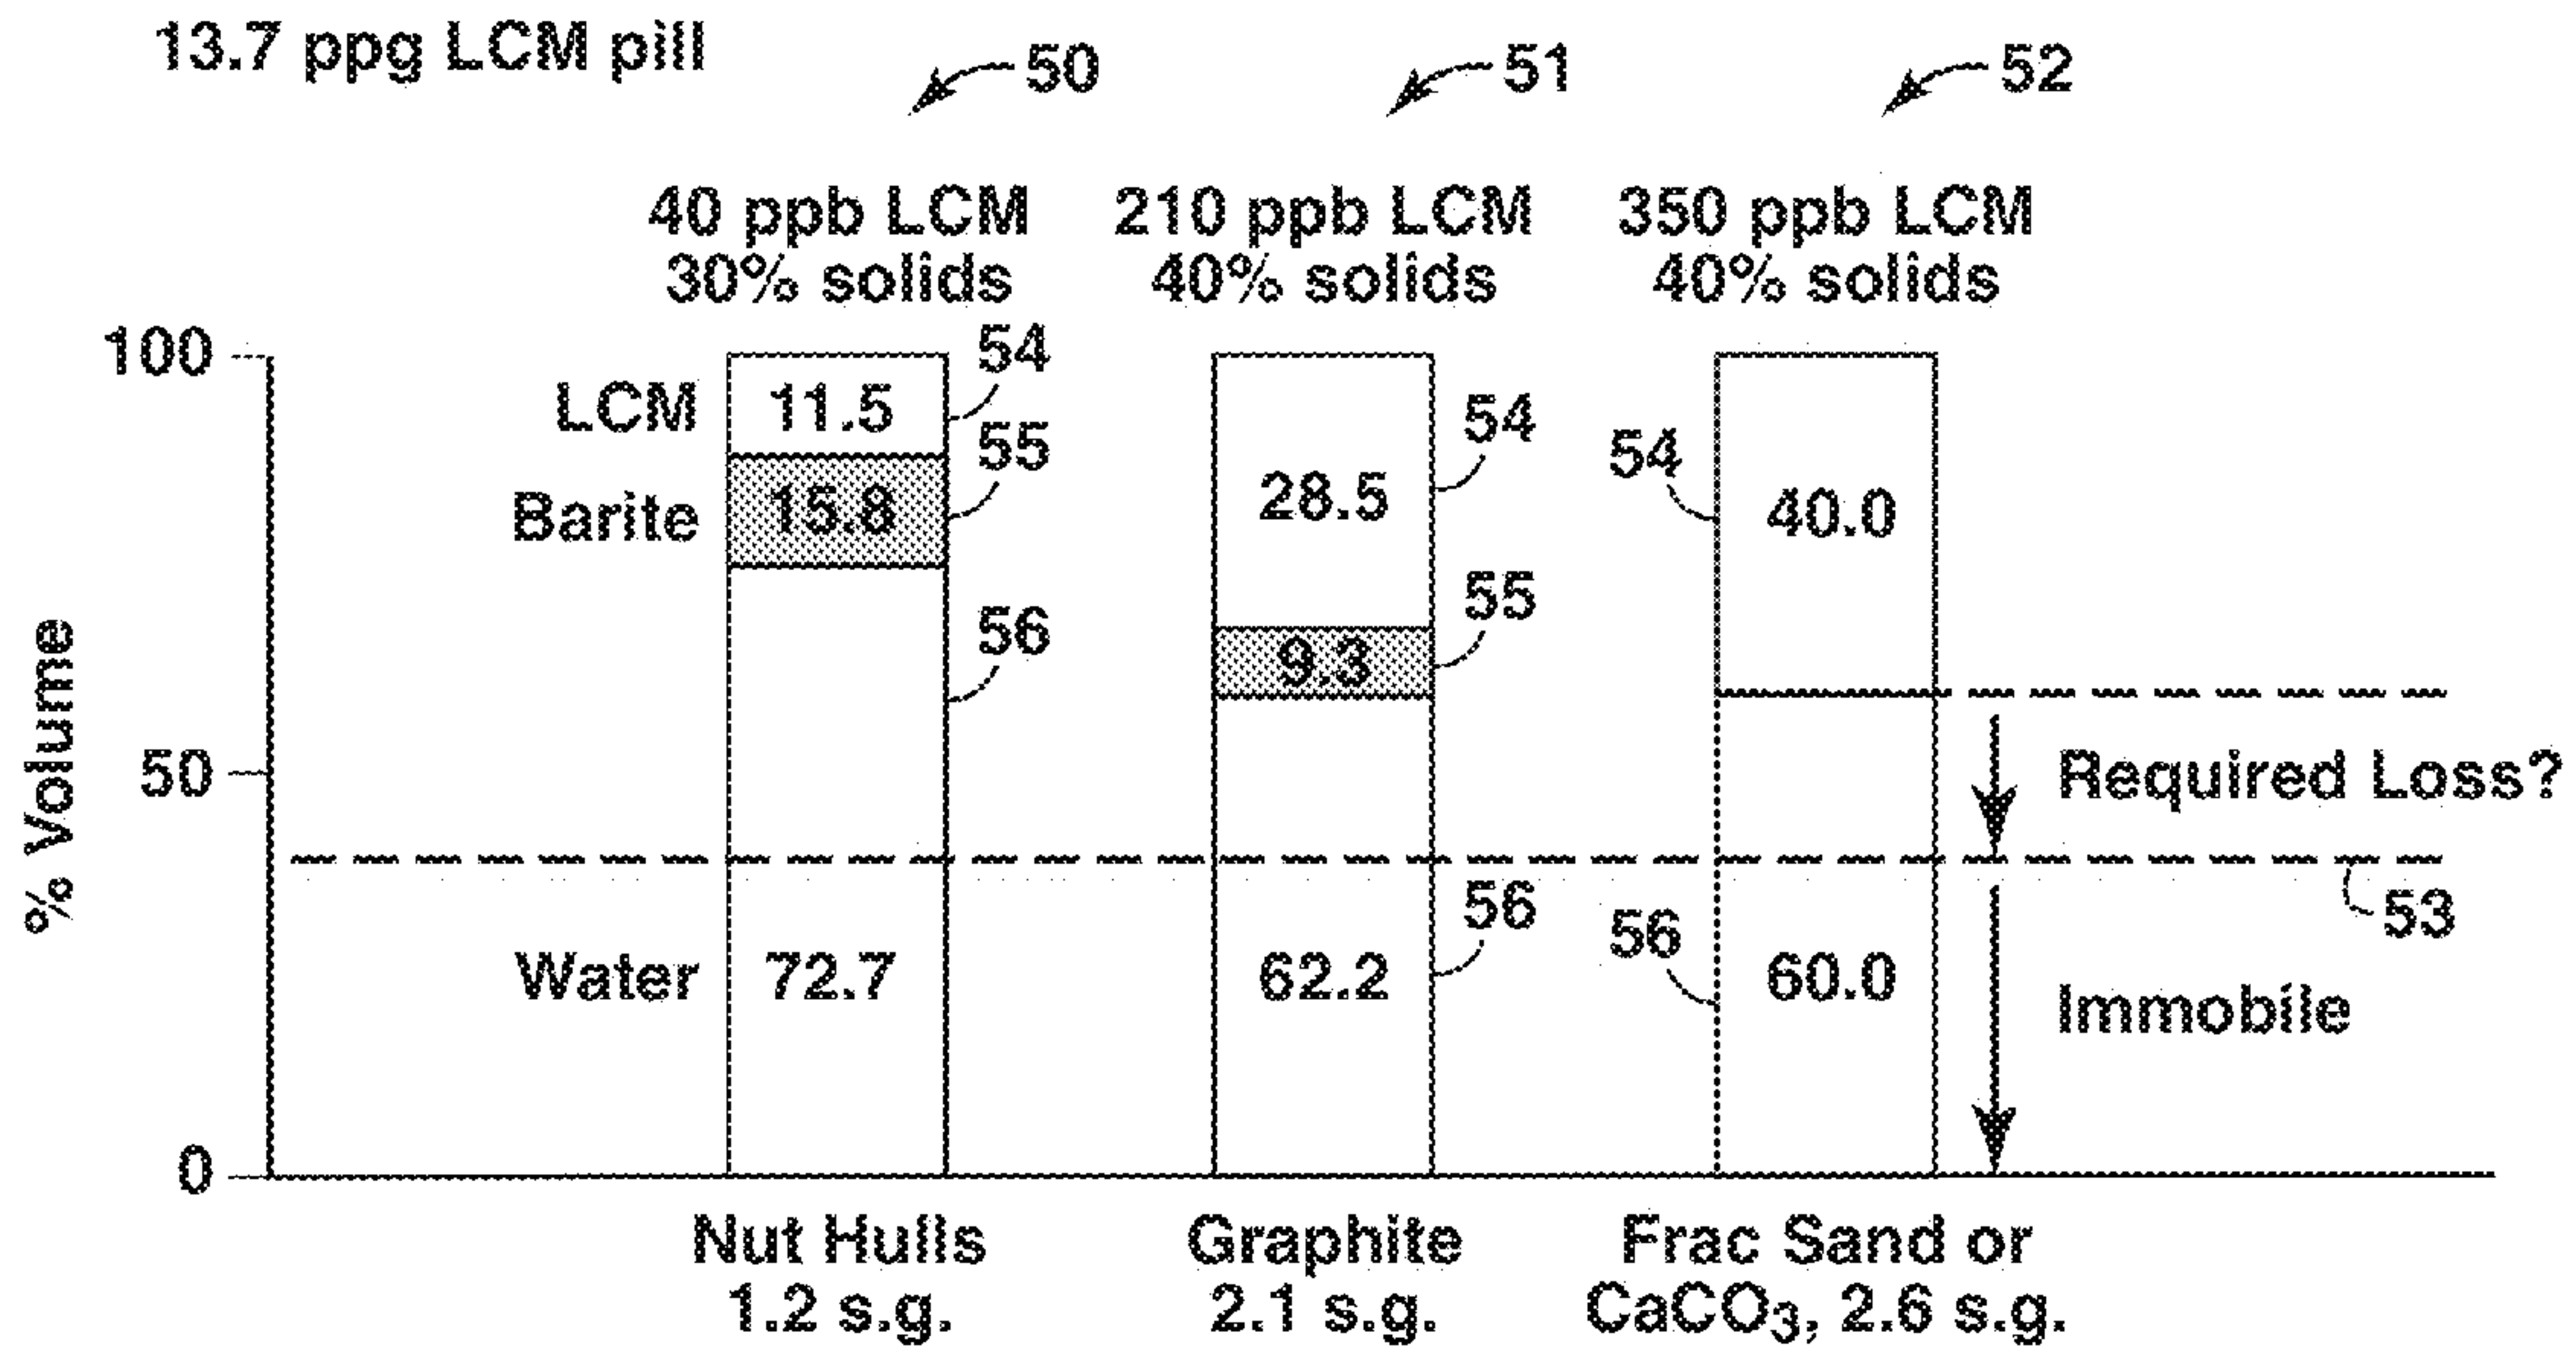 13.7 ppg LCM pill
50
51
52
40 ppb LCM
30% solids
210 ppb LCM
40% solids
350 ppb LCM
40% solids
100
50
0
% Volume
LCM
Barite
Water
11.5
15.8
72.7
54
55
56
28.5
9.3
62.2
54
55
56
54
56
40.0
60.0
Required Loss?
53
Immobile
Nut Hulls
1.2 s.g.
Graphite
2.1 s.g.
Frac Sand or
CaCO₃, 2.6 s.g.